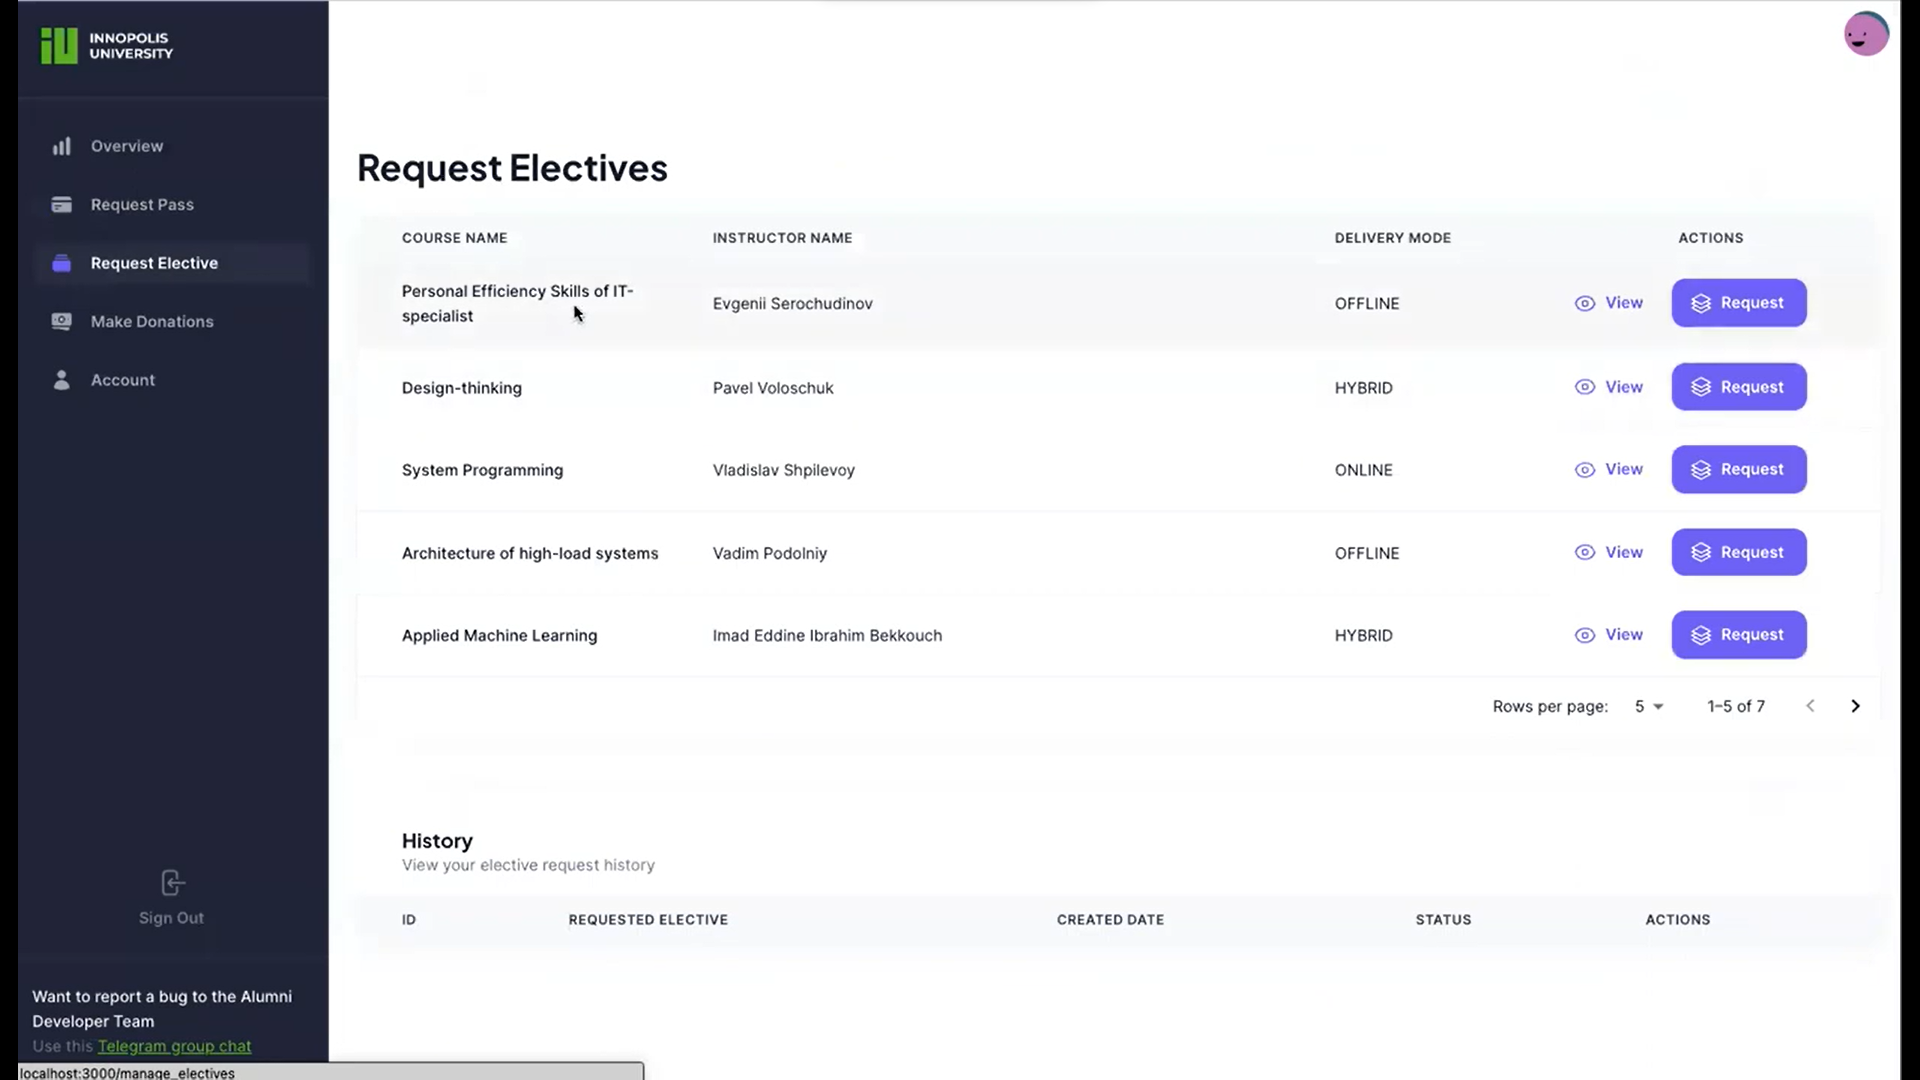 INNOPOLIS
UNIVERSITY
Overview
Request Pass
Request Elective
Make Donations
Account
Sign Out
Want to report a bug to the Alumni
Developer Team
Use this Telegram group chat
localhost:3000/manage_electives
Request Electives
COURSE NAME INSTRUCTOR NAME DELIVERY MODE ACTIONS
Personal Efficiency Skills of IT-
specialist
Evgenii Serochudinov OFFLINE View Request
Design-thinking Pavel Voloschuk HYBRID View Request
System Programming Vladislav Shpilevoy ONLINE View Request
Architecture of high-load systems Vadim Podolniy OFFLINE View Request
Applied Machine Learning Imad Eddine Ibrahim Bekkouch HYBRID View Request
Rows per page: 5 1–5 of 7
History
View your elective request history
ID REQUESTED ELECTIVE CREATED DATE STATUS ACTIONS